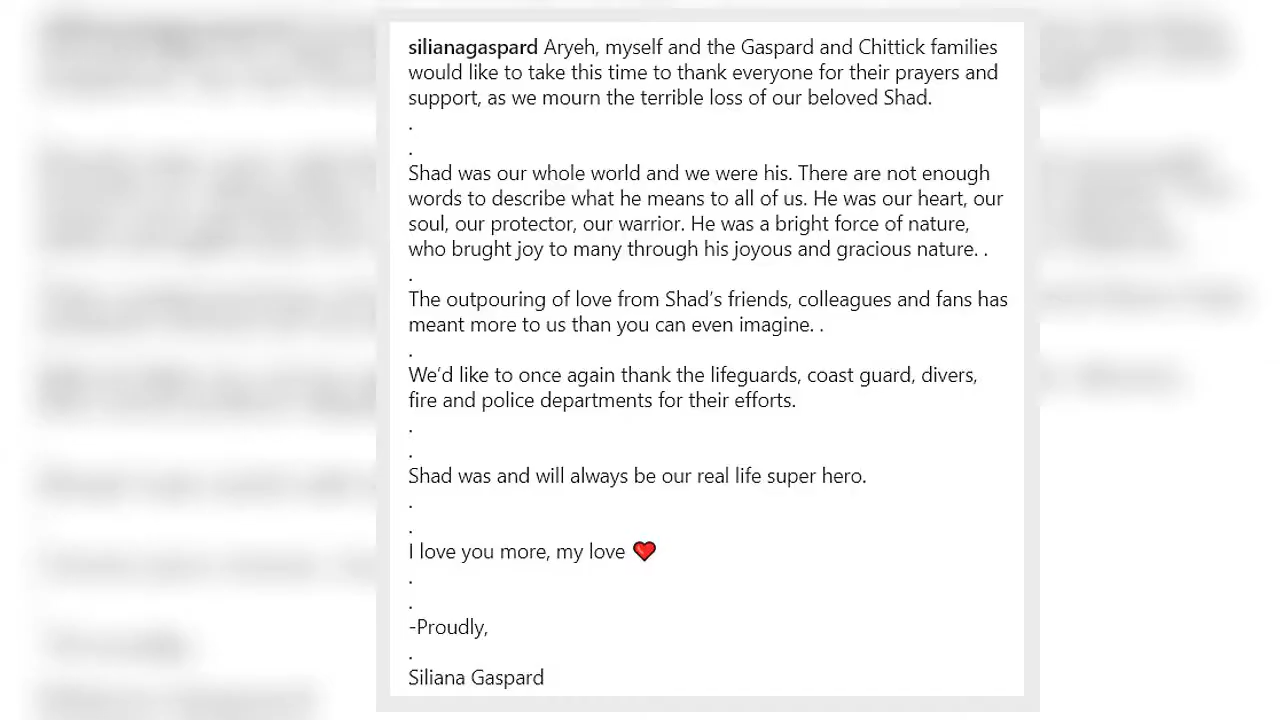 silianagaspard Aryeh, myself and the Gaspard and Chittick families
would like to take this time to thank everyone for their prayers and
support, as we mourn the terrible loss of our beloved Shad.
.
.
Shad was our whole world and we were his. There are not enough
words to describe what he means to all of us. He was our heart, our
soul, our protector, our warrior. He was a bright force of nature,
who brught joy to many through his joyous and gracious nature. .
.
The outpouring of love from Shad's friends, colleagues and fans has
meant more to us than you can even imagine. .
.
We'd like to once again thank the lifeguards, coast guard, divers,
fire and police departments for their efforts.
.
.
Shad was and will always be our real life super hero.
.
.
I love you more, my love ❤️
.
.
-Proudly,
.
Siliana Gaspard